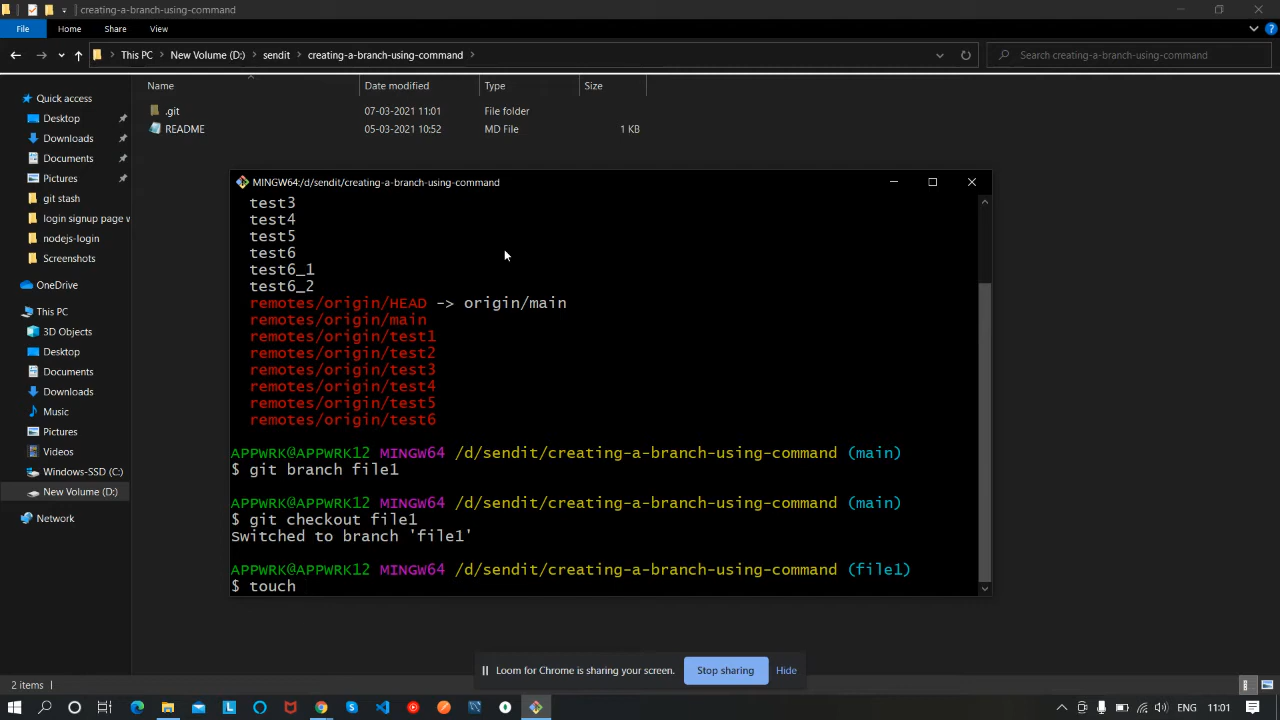 creating-a-branch-using-command
File Home Share View
This PC New Volume (D:) sendit creating-a-branch-using-command
Search creating-a-branch-using-command
Name Date modified Type Size
.git 07-03-2021 11:01 File folder
README 05-03-2021 10:52 MD File 1 KB
Quick access
Desktop
Downloads
Documents
Pictures
git stash
login signup page w
nodejs-login
Screenshots
OneDrive
This PC
3D Objects
Desktop
Documents
Downloads
Music
Pictures
Videos
Windows-SSD (C:)
New Volume (D:)
Network
MINGW64:/d/sendit/creating-a-branch-using-command
test3
test4
test5
test6
test6_1
test6_2
remotes/origin/HEAD -> origin/main
remotes/origin/main
remotes/origin/test1
remotes/origin/test2
remotes/origin/test3
remotes/origin/test4
remotes/origin/test5
remotes/origin/test6
APPWRK@APPWRK12 MINGW64 /d/sendit/creating-a-branch-using-command (main)
$ git branch file1
APPWRK@APPWRK12 MINGW64 /d/sendit/creating-a-branch-using-command (main)
$ git checkout file1
Switched to branch 'file1'
APPWRK@APPWRK12 MINGW64 /d/sendit/creating-a-branch-using-command (file1)
$ touch
Loom for Chrome is sharing your screen. Stop sharing Hide
2 items
ENG 11:01